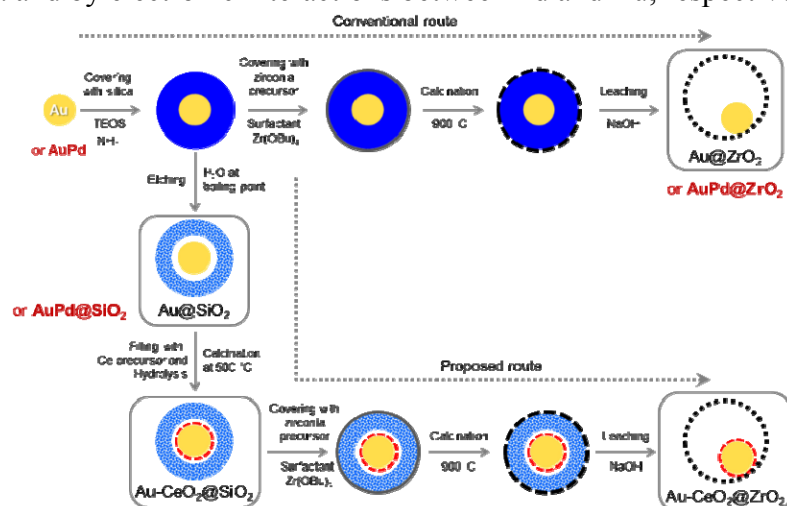 Conventional route
Covering
with silica
TEOS
Au
or AuPd
Covering with
zirconia
precursor
Surfactant
Zr(OBu)₄
Calcination
900 C
Leaching
NaOH
Au@ZrO₂
or AuPd@ZrO₂
Etching
H₂O at
boiling point
or AuPd@SiO₂
Au@SiO₂
Filling with
Ce precursor and
Hydrolysis
Calcination
at 500 °C
Proposed route
Covering with
zirconia
precursor
Surfactant
Zr(OBu)₄
Calcination
900 C
Leaching
NaOH
Au-CeO₂@SiO₂
Au-CeO₂@ZrO₂